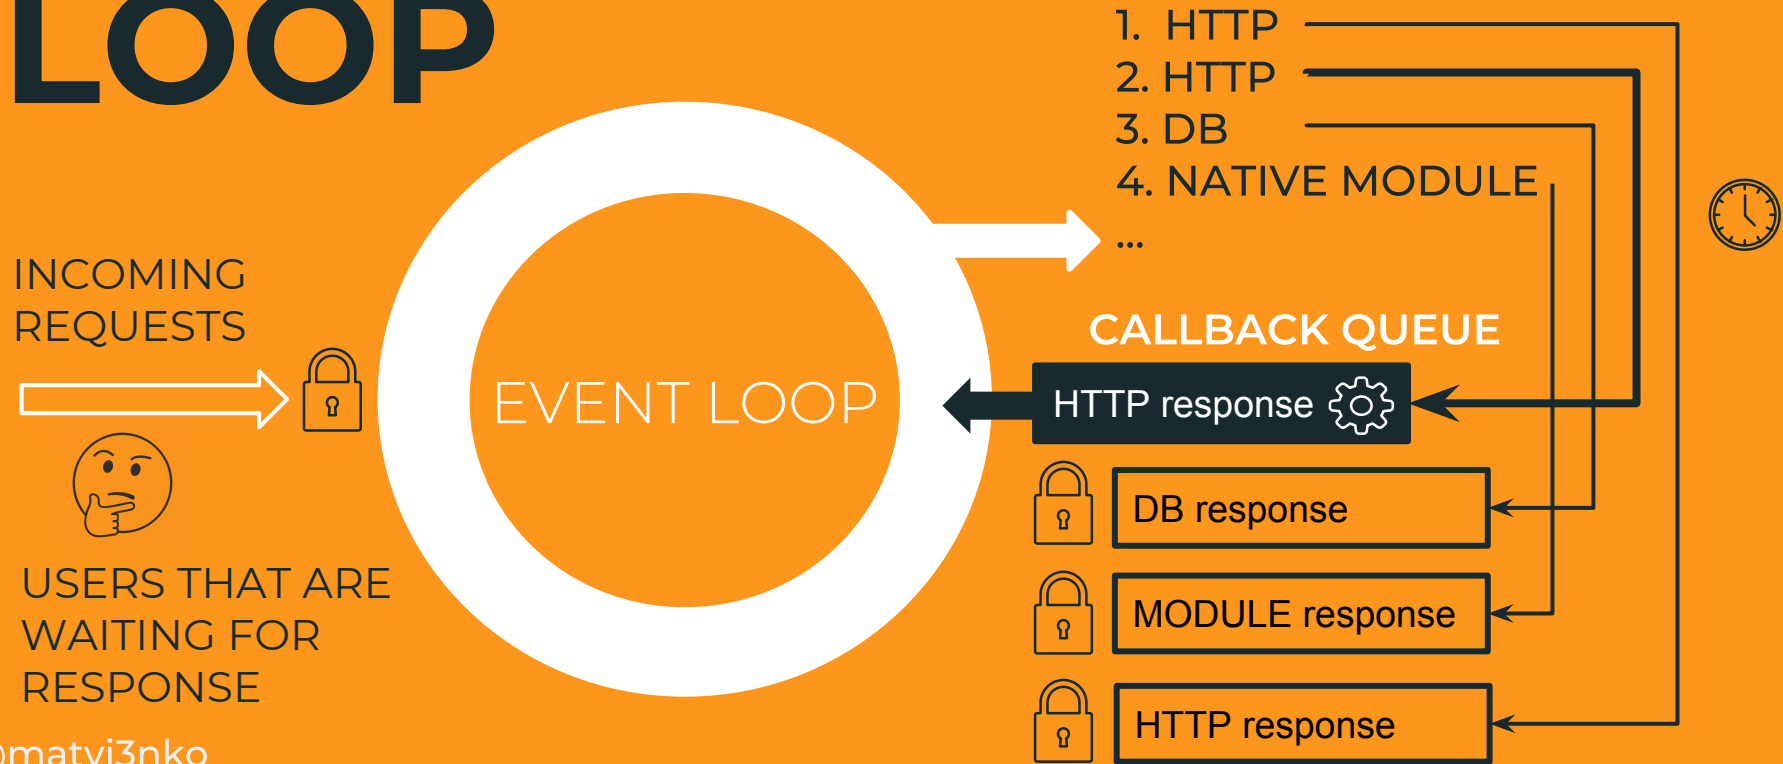 LOOP
1. HTTP
2. HTTP
3. DB
4. NATIVE MODULE
...
INCOMING
REQUESTS
EVENT LOOP
CALLBACK QUEUE
HTTP response
DB response
MODULE response
HTTP response
USERS THAT ARE
WAITING FOR
RESPONSE
@matvi3nko